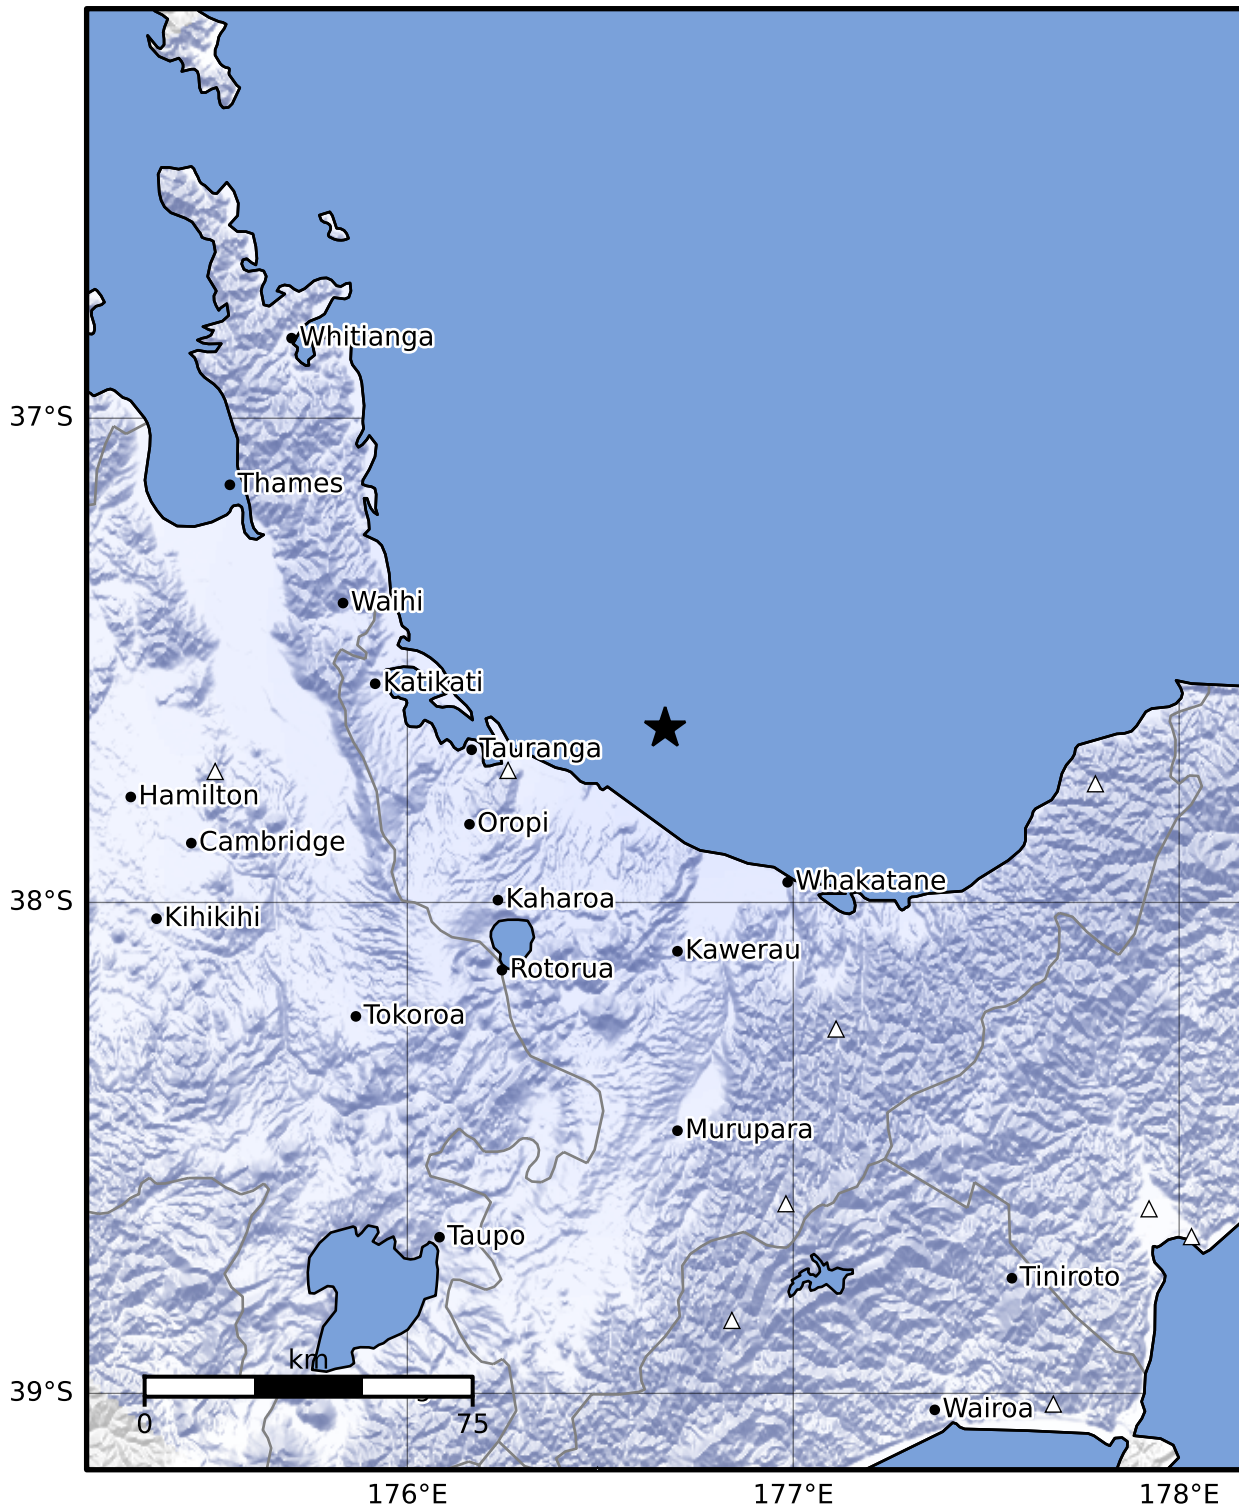 Whitianga
37°S
Thames
Waihi
Katikati
Tauranga
Hamilton
Oropi
Cambridge
Whakatane
Kaharoa
38°S
Kihikihi
Kawerau
Rotorua
Tokoroa
Murupara
Taupo
Tiniroto
km
39°S
Wairoa
0
75
176°E
177°E
178°E